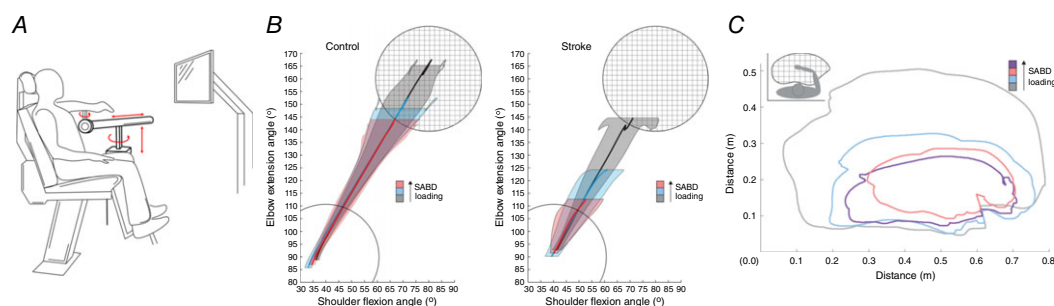 A
B
C
Control
Stroke
Elbow extension angle (º)
170
165
160
155
150
145
140
135
130
125
120
115
110
105
100
95
90
85
80
30 35 40 45 50 55 60 65 70 75 80 85 90
Shoulder flexion angle (º)
SABD
loading
Elbow extension angle (º)
170
165
160
155
150
145
140
135
130
125
120
115
110
105
100
95
90
85
80
30 35 40 45 50 55 60 65 70 75 80 85 90
Shoulder flexion angle (º)
SABD
loading
Distance (m)
0.5
0.4
0.3
0.2
0.1
(0.0) 0.1 0.2 0.3 0.4 0.5 0.6 0.7 0.8
Distance (m)
SABD
loading